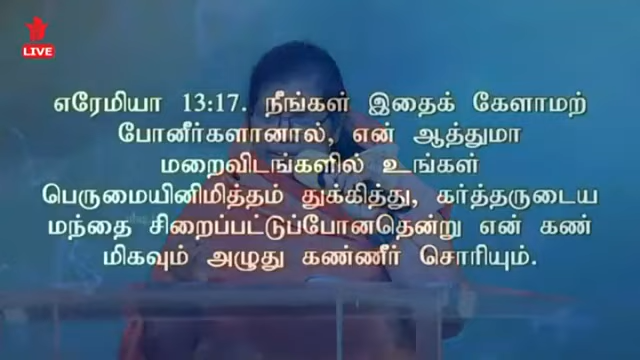 LIVE
எரேமியா 13:17. நீங்கள் இதைக் கேளாமற்
போனீர்களானால், என் ஆத்துமா
மறைவிடங்களில் உங்கள்
பெருமையினிமித்தம் துக்கித்து, கர்த்தருடைய
மந்தை சிறைப்பட்டுப்போனதென்று என் கண்
மிகவும் அழுது கண்ணீர் சொரியும்.